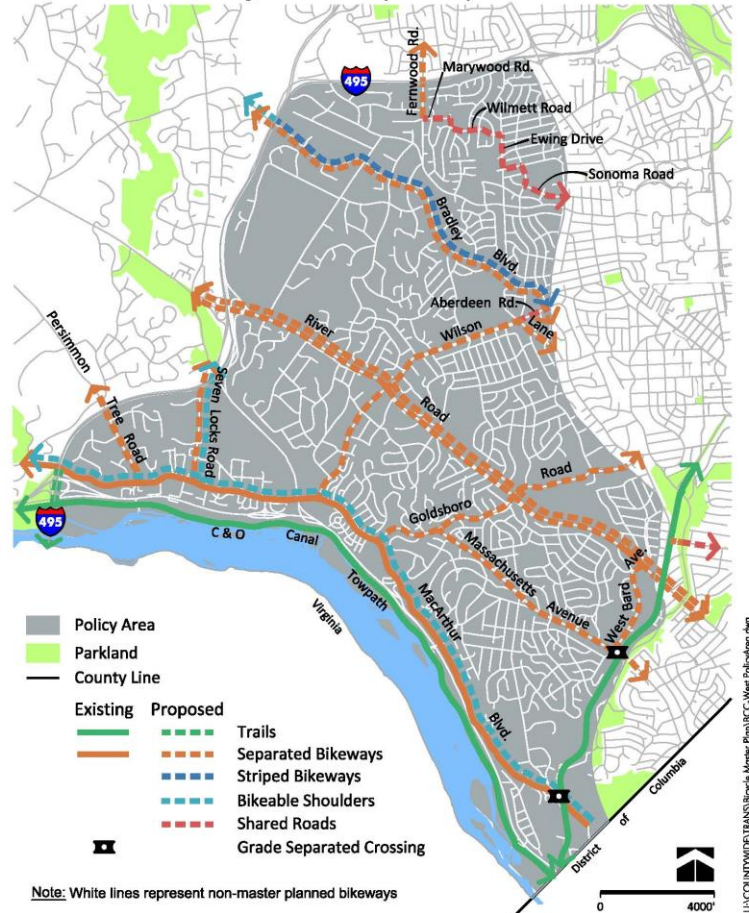 495
Fernwood Rd.
Marywood Rd.
Wilmett Road
Ewing Drive
Sonoma Road
Bradley
Blvd.
Aberdeen Rd.
Wilson
Lane
River
Road
Persimmon
Tree Road
Seven Locks Road
Road
Goldsboro
Massachusetts
Avenue
West Bard
Ave.
495
C & O
Canal
Towpath
Virginia
MacArthur
Blvd.
Policy Area
Parkland
County Line
Existing Proposed
Trails
Separated Bikeways
Striped Bikeways
Bikeable Shoulders
Shared Roads
Grade Separated Crossing
District of Columbia
Note: White lines represent non-master planned bikeways
0 4000'